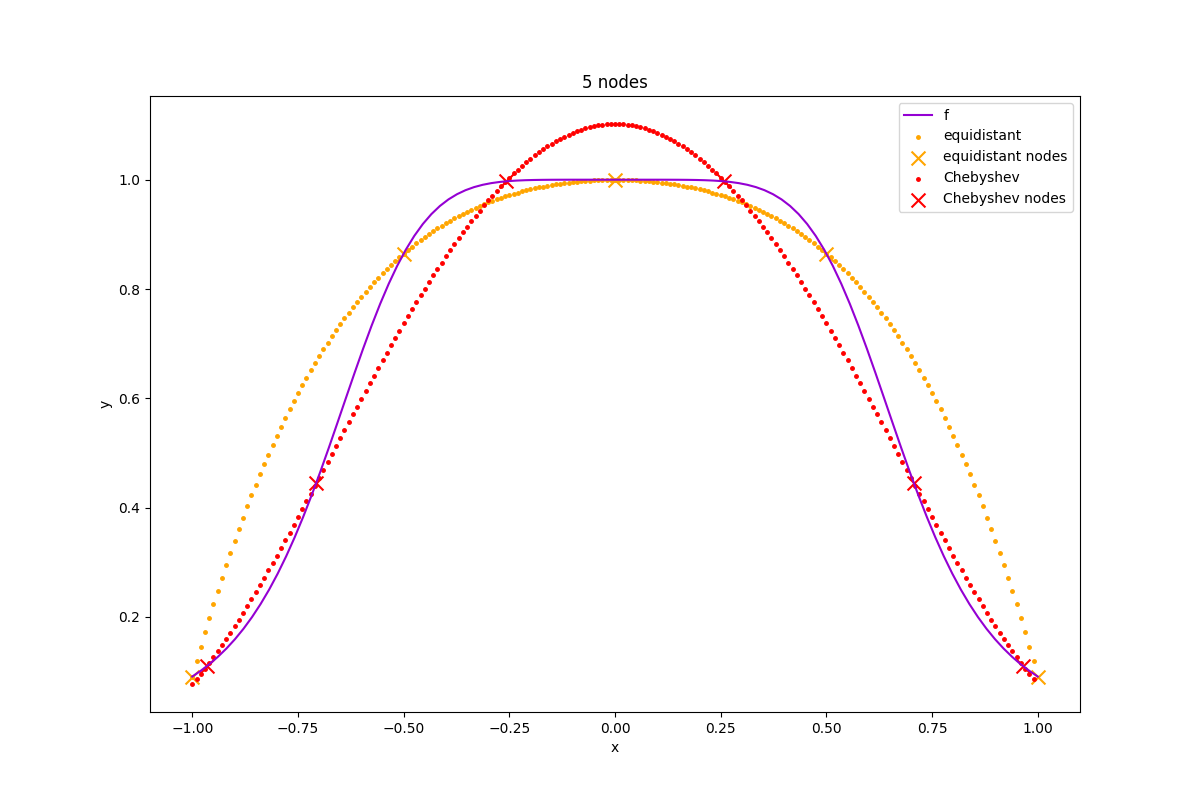 5 nodes
f
equidistant
equidistant nodes
Chebyshev
Chebyshev nodes
y
1.0
0.8
0.6
0.4
0.2
−1.00 −0.75 −0.50 −0.25 0.00 0.25 0.50 0.75 1.00
x